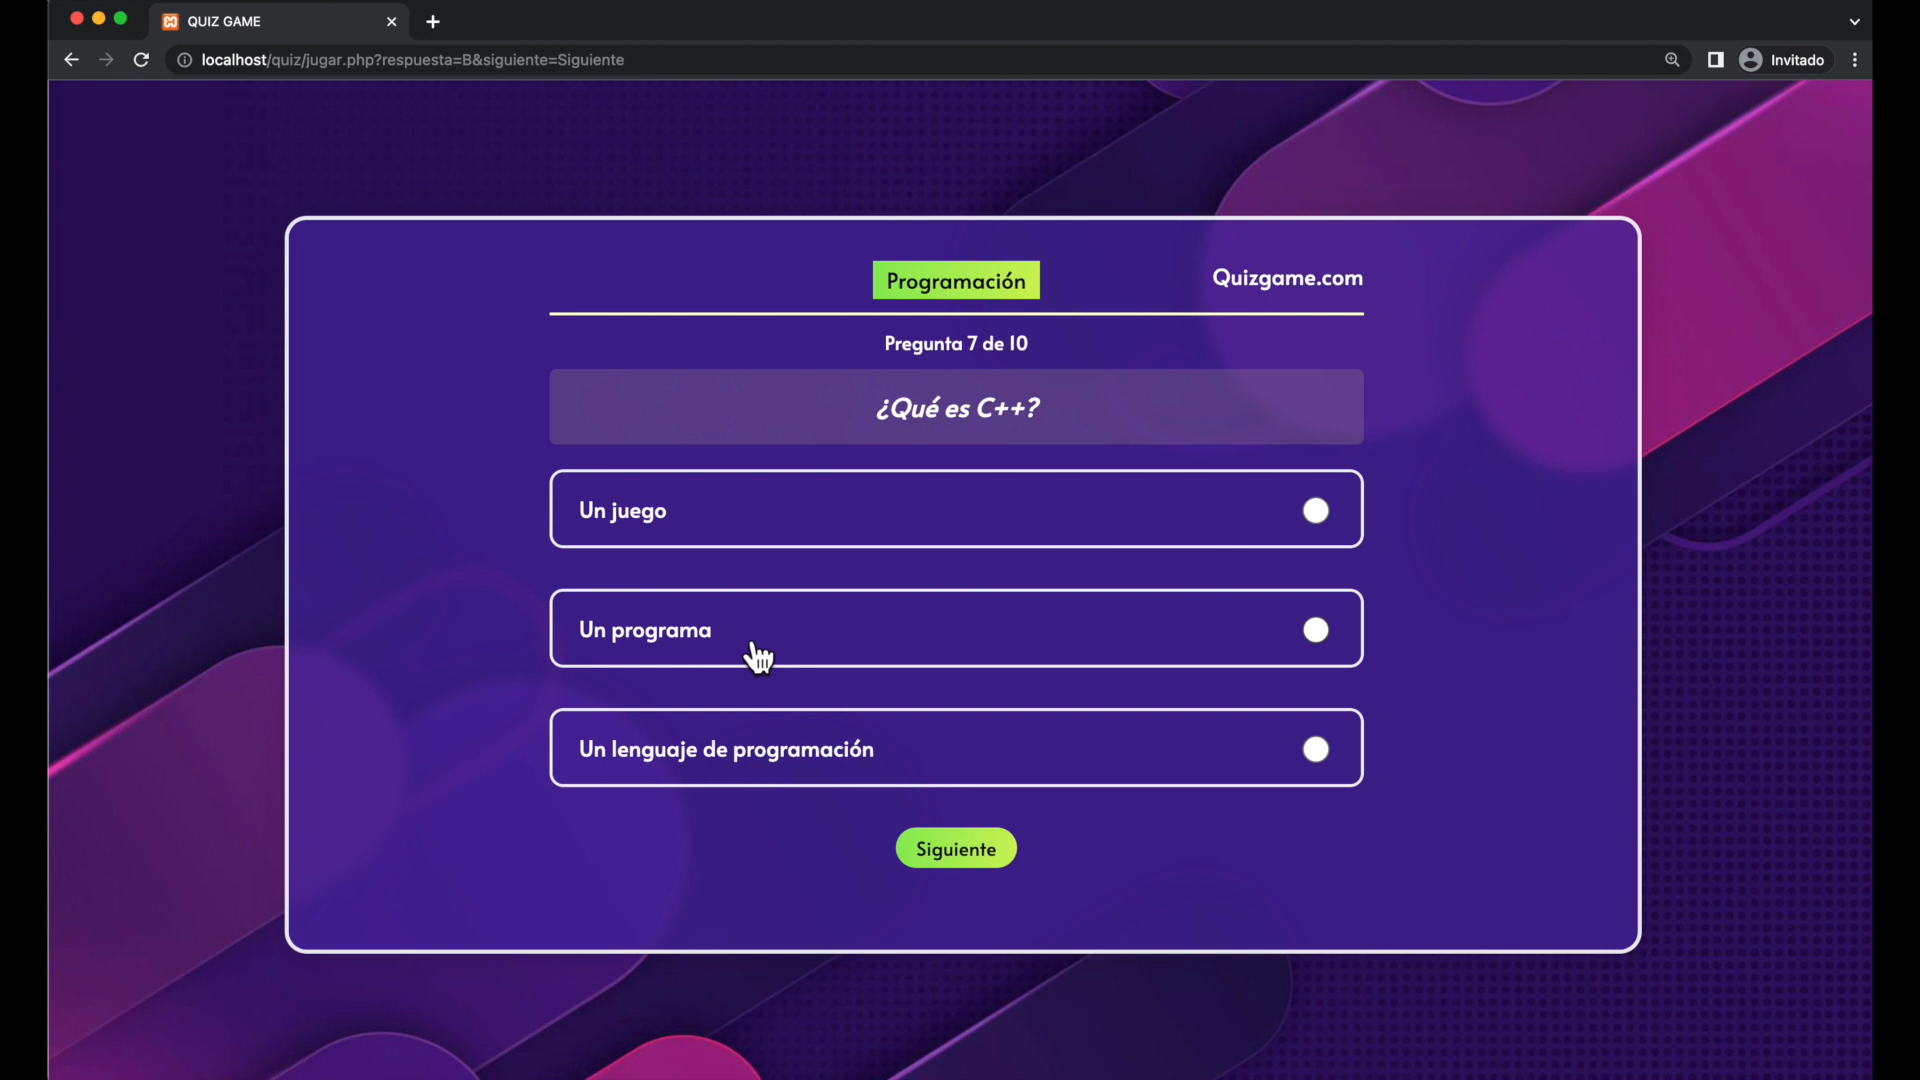 QUIZ GAME
localhost/quiz/jugar.php?respuesta=B&siguiente=Siguiente
Invitado
Programación
Quizgame.com
Pregunta 7 de 10
¿Qué es C++?
Un juego
Un programa
Un lenguaje de programación
Siguiente